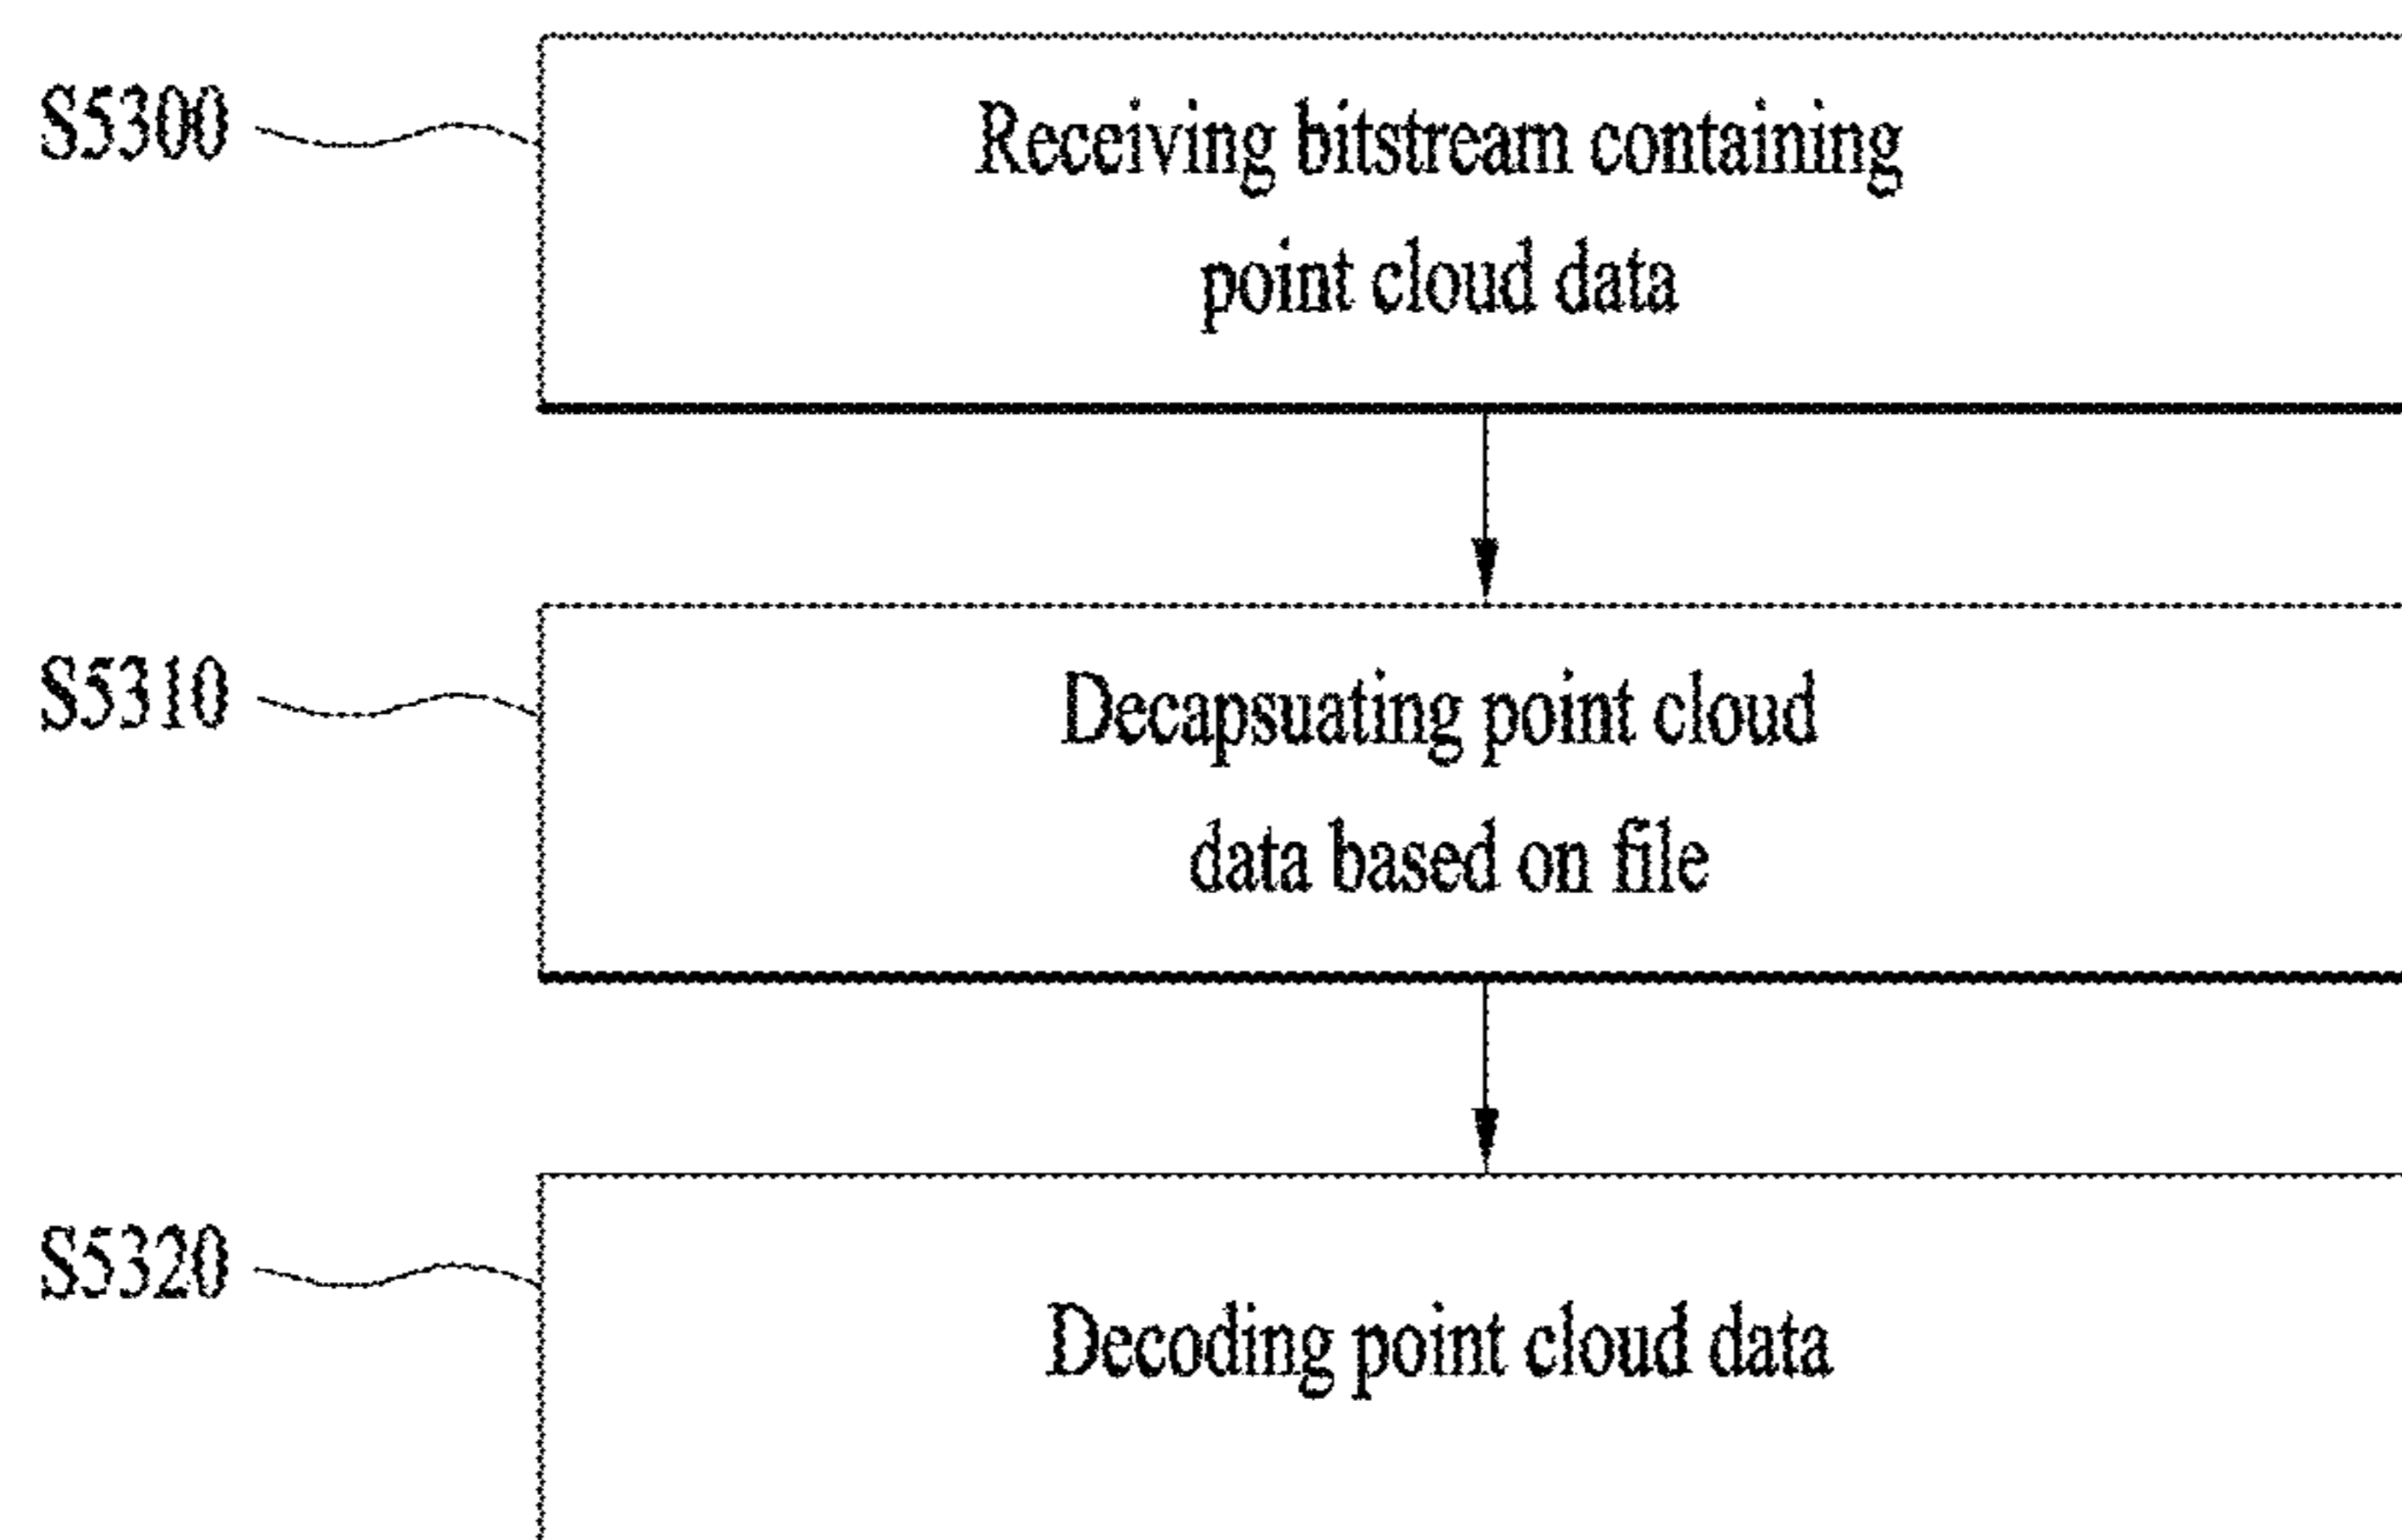 S5300
Receiving bitstream containing
point cloud data
S5310
Decapsuating point cloud
data based on file
S5320
Decoding point cloud data